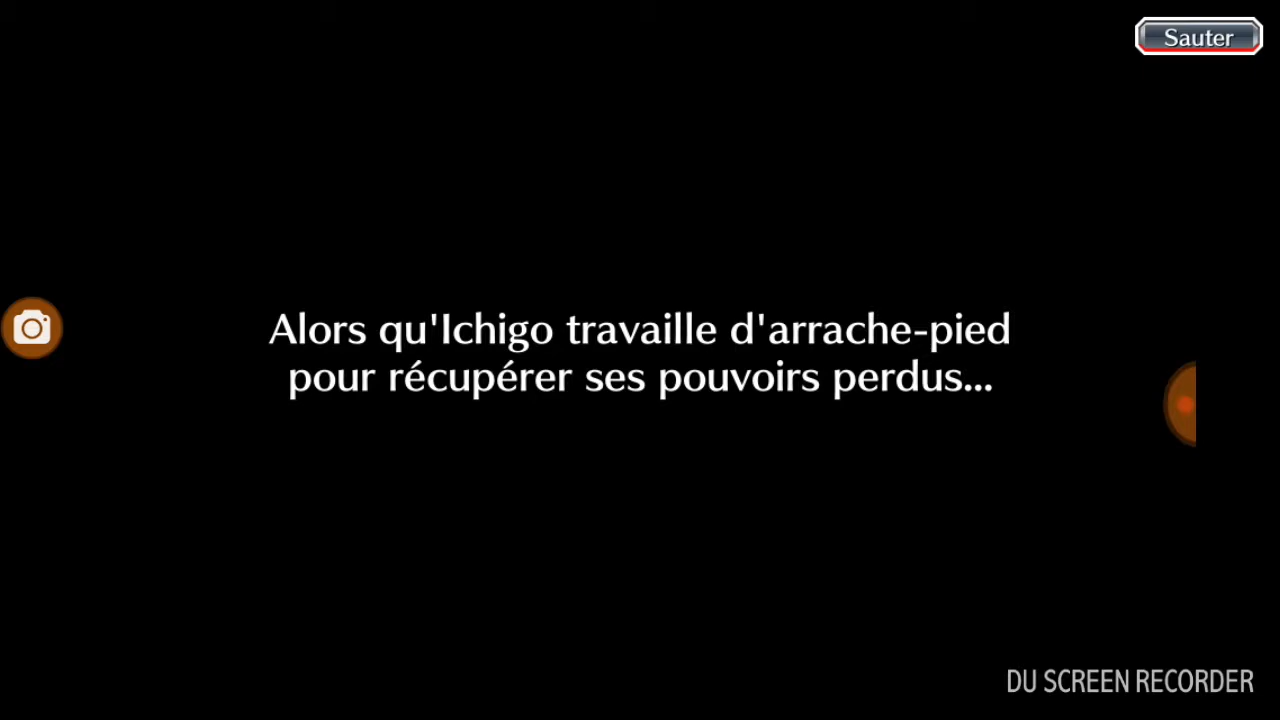 Sauter
Alors qu'Ichigo travaille d'arrache-pied
pour récupérer ses pouvoirs perdus...
DU SCREEN RECORDER